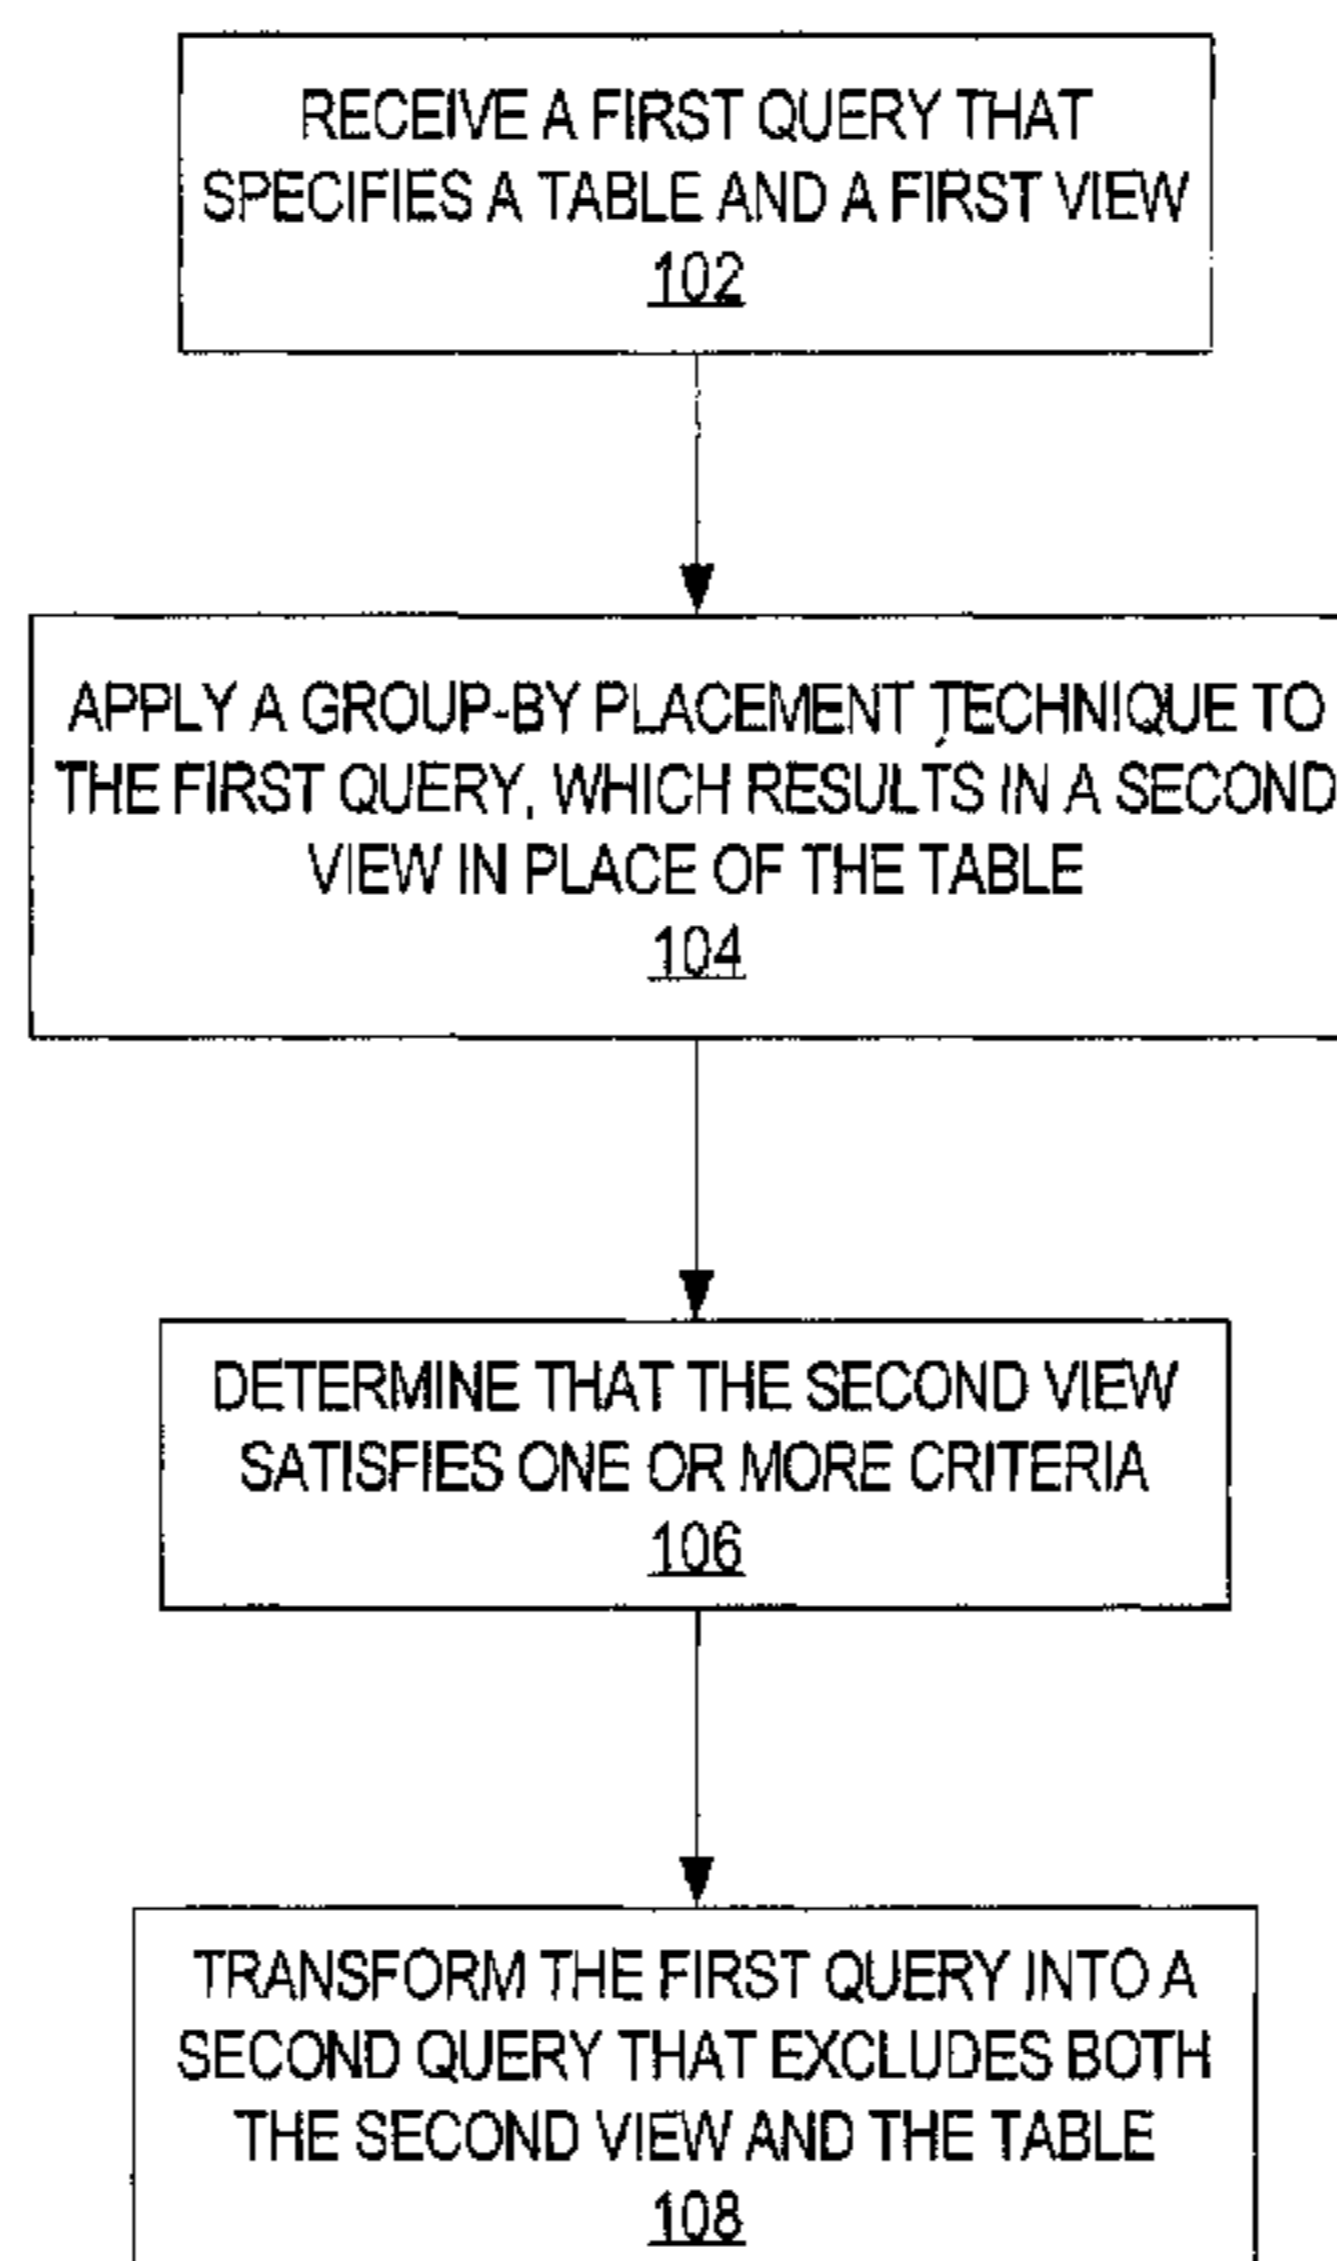 RECEIVE A FIRST QUERY THAT
SPECIFIES A TABLE AND A FIRST VIEW
102
APPLY A GROUP-BY PLACEMENT TECHNIQUE TO
THE FIRST QUERY, WHICH RESULTS IN A SECOND
VIEW IN PLACE OF THE TABLE
104
DETERMINE THAT THE SECOND VIEW
SATISFIES ONE OR MORE CRITERIA
106
TRANSFORM THE FIRST QUERY INTO A
SECOND QUERY THAT EXCLUDES BOTH
THE SECOND VIEW AND THE TABLE
108